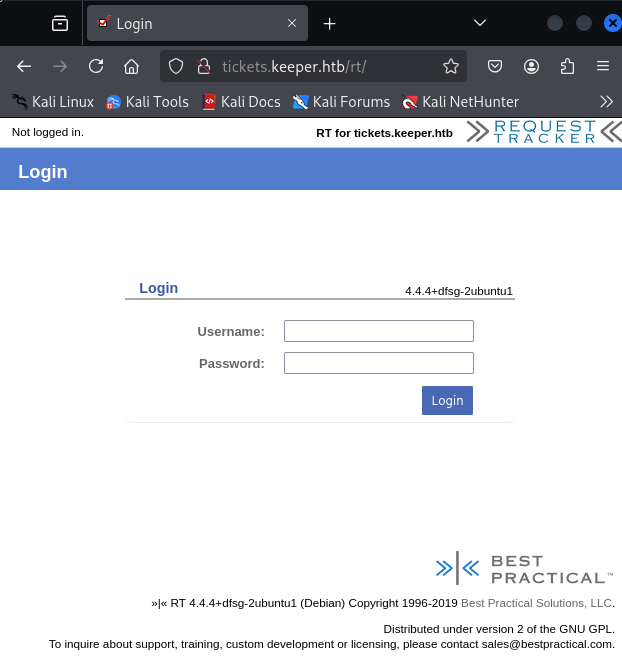 Login
tickets.keeper.htb/rt/
Kali Linux Kali Tools Kali Docs Kali Forums Kali NetHunter
Not logged in.
RT for tickets.keeper.htb
REQUEST
TRACKER
Login
Login
4.4.4+dfsg-2ubuntu1
Username:
Password:
Login
BEST
PRACTICAL™
»|« RT 4.4.4+dfsg-2ubuntu1 (Debian) Copyright 1996-2019 Best Practical Solutions, LLC.
Distributed under version 2 of the GNU GPL.
To inquire about support, training, custom development or licensing, please contact sales@bestpractical.com.